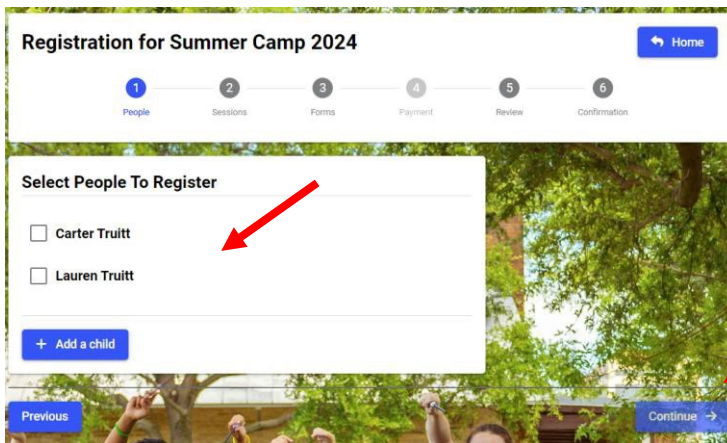 Registration for Summer Camp 2024
Home
1 2 3 4 5 6
People Sessions Forms Payment Review Confirmation
Select People To Register
Carter Truitt
Lauren Truitt
+ Add a child
Previous
Continue →